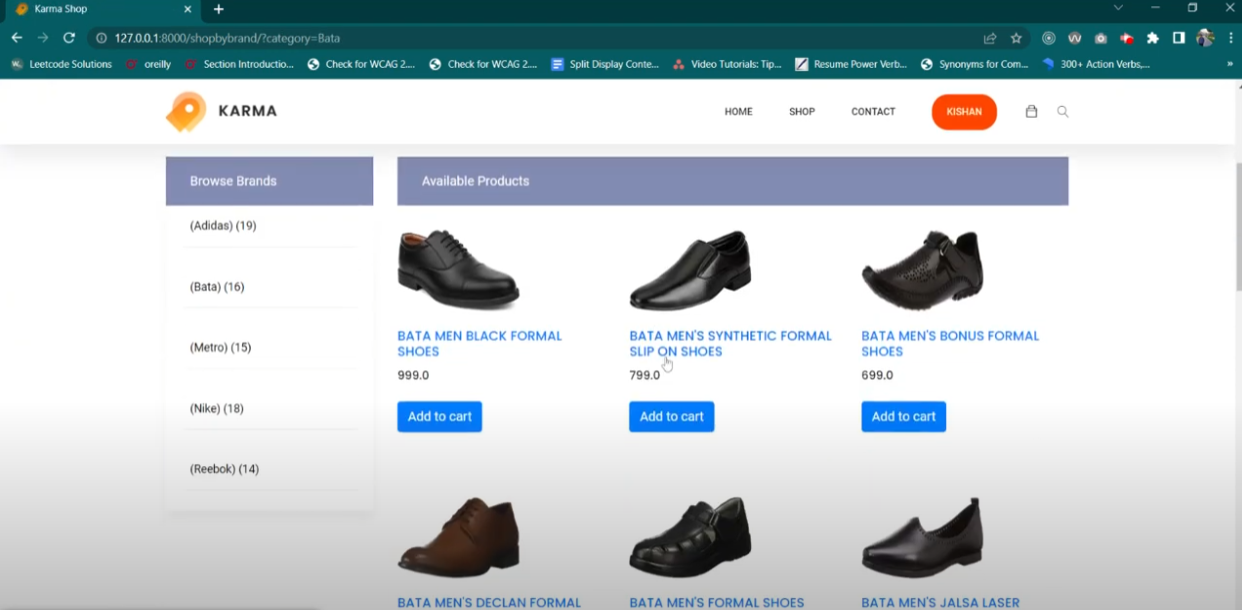 Karma Shop
127.0.0.1:8000/shopbybrand/?category=Bata
Leetcode Solutions
oreilly
Section Introductio...
Check for WCAG 2....
Check for WCAG 2....
Split Display Conte...
Video Tutorials: Tip...
Resume Power Verb...
Synonyms for Com...
300+ Action Verbs,...
KARMA
HOME
SHOP
CONTACT
KISHAN
Browse Brands
(Adidas) (19)
(Bata) (16)
(Metro) (15)
(Nike) (18)
(Reebok) (14)
Available Products
BATA MEN BLACK FORMAL
SHOES
999.0
Add to cart
BATA MEN'S SYNTHETIC FORMAL
SLIP ON SHOES
799.0
Add to cart
BATA MEN'S BONUS FORMAL
SHOES
699.0
Add to cart
BATA MEN'S DECLAN FORMAL
BATA MEN'S FORMAL SHOES
BATA MEN'S JALSA LASER